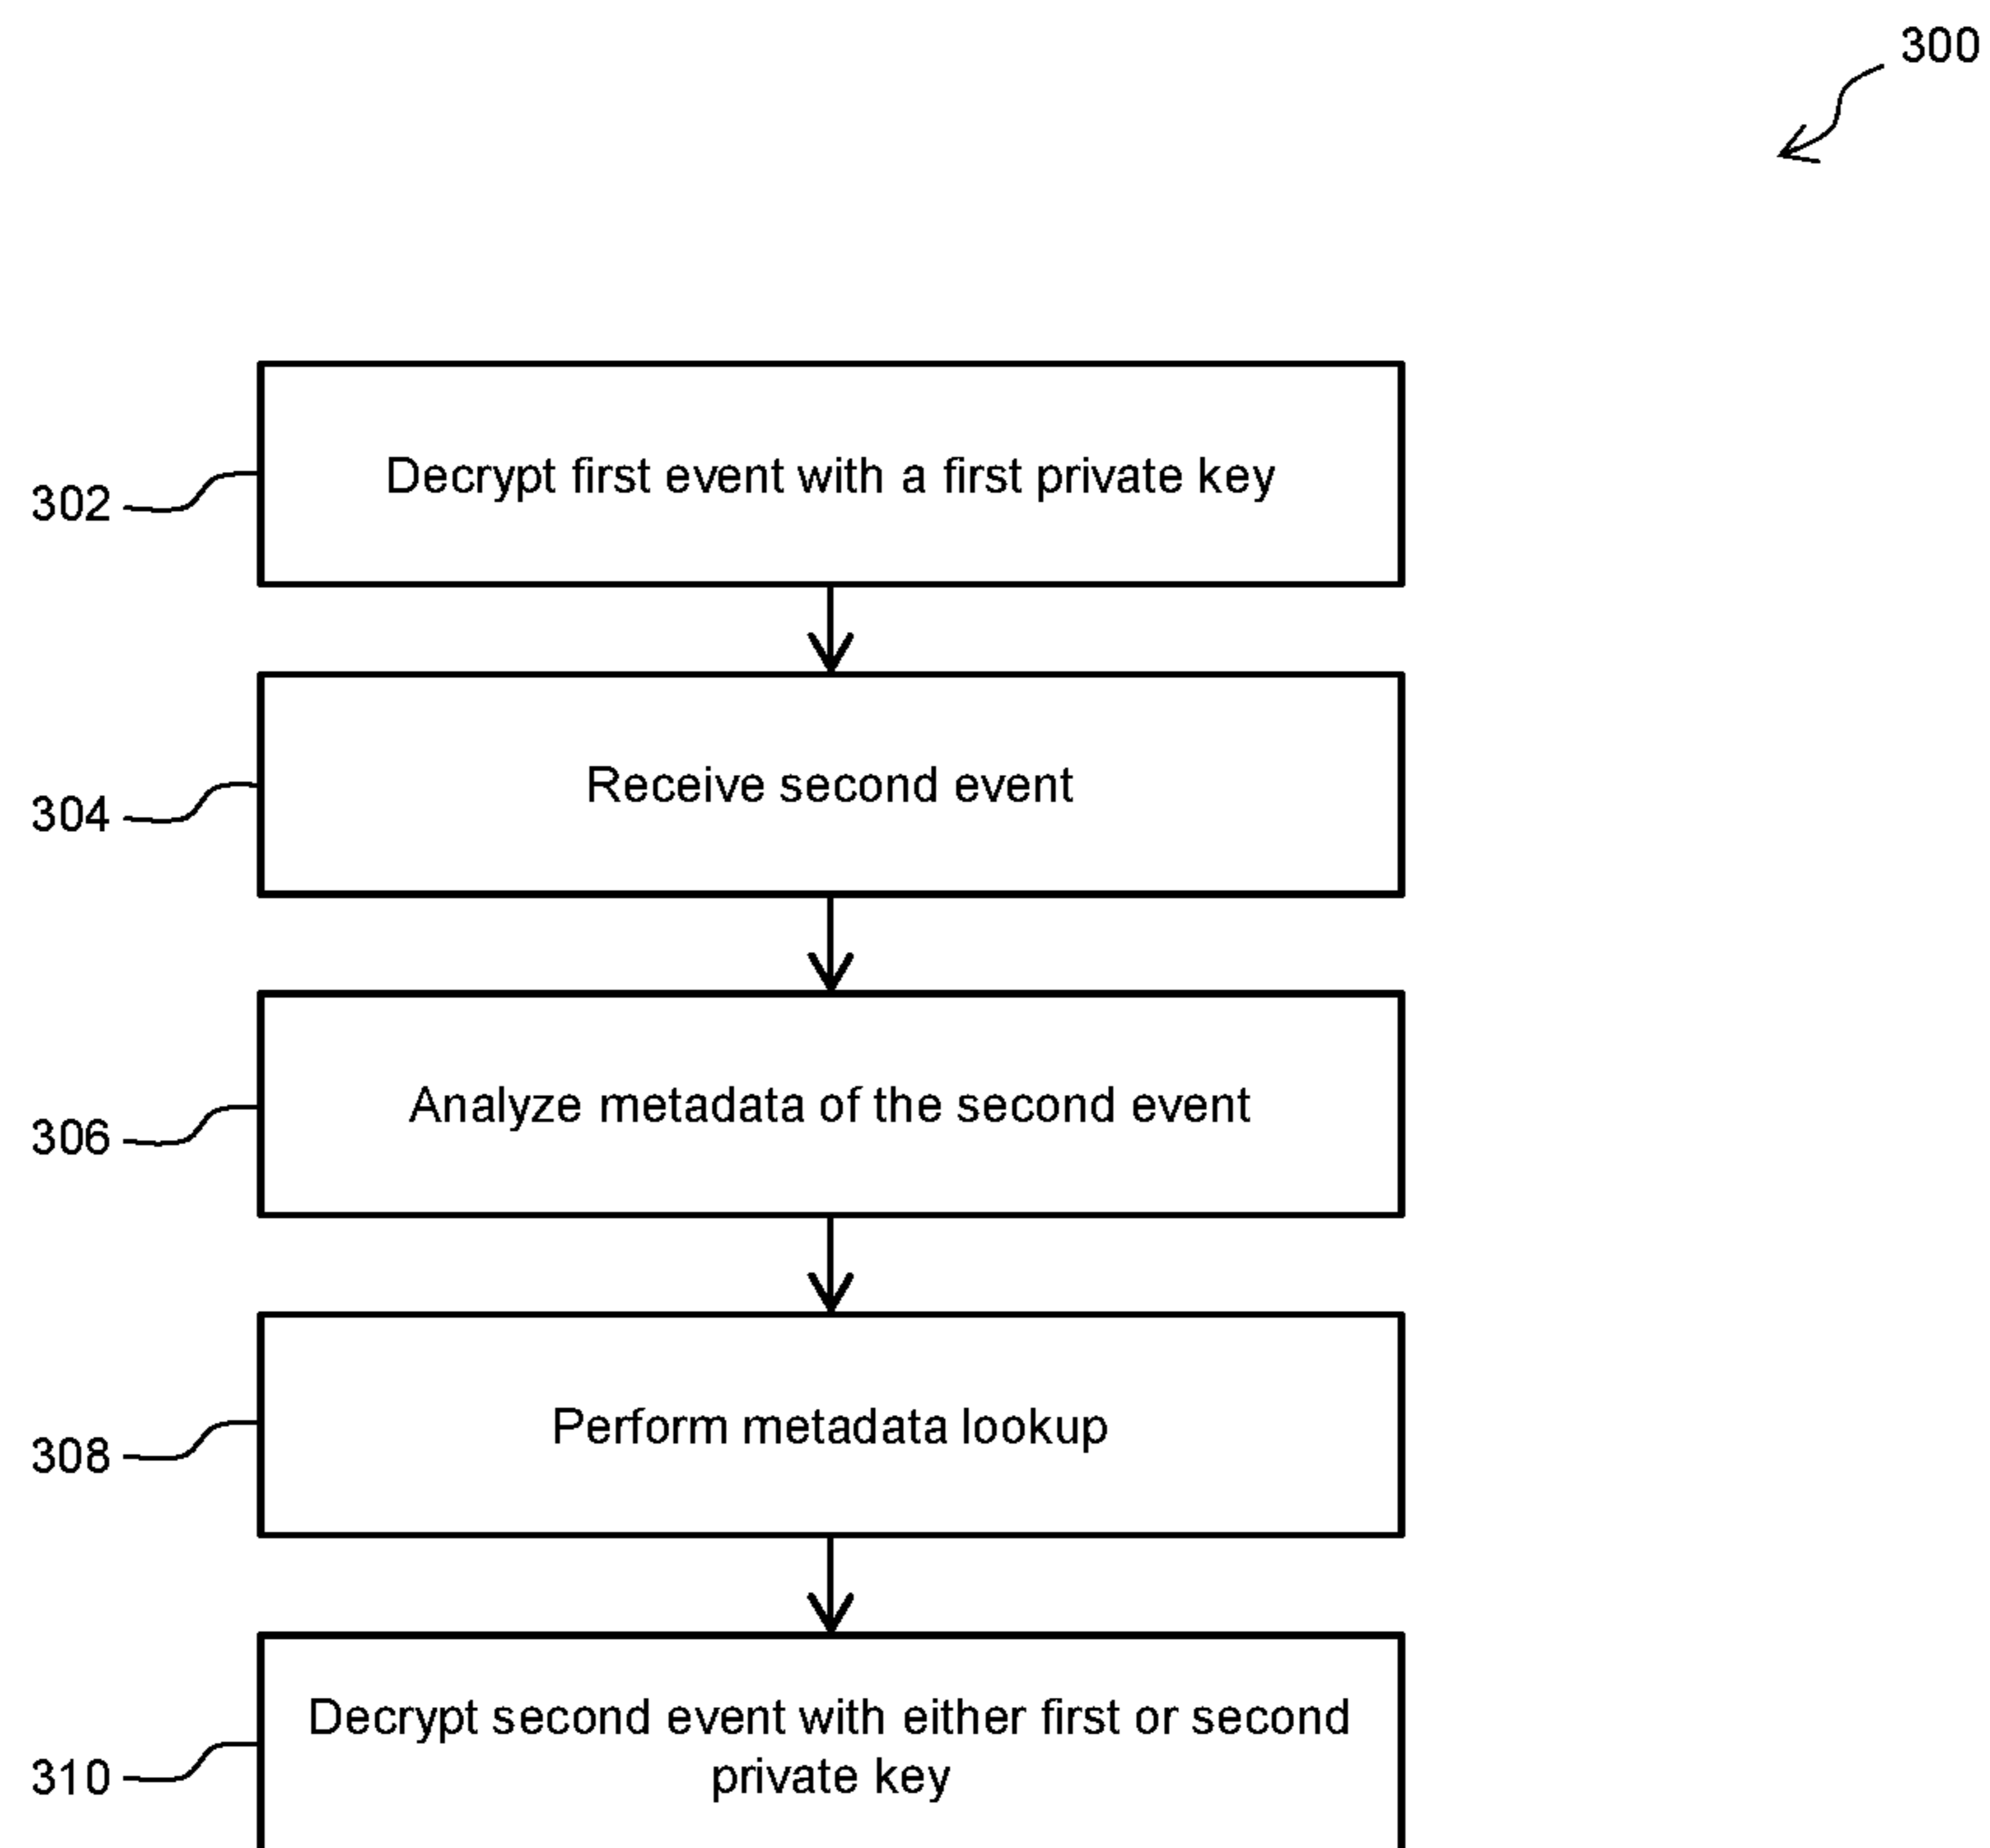 300
Decrypt first event with a first private key
302
Receive second event
304
Analyze metadata of the second event
306
Perform metadata lookup
308
Decrypt second event with either first or second
private key
310